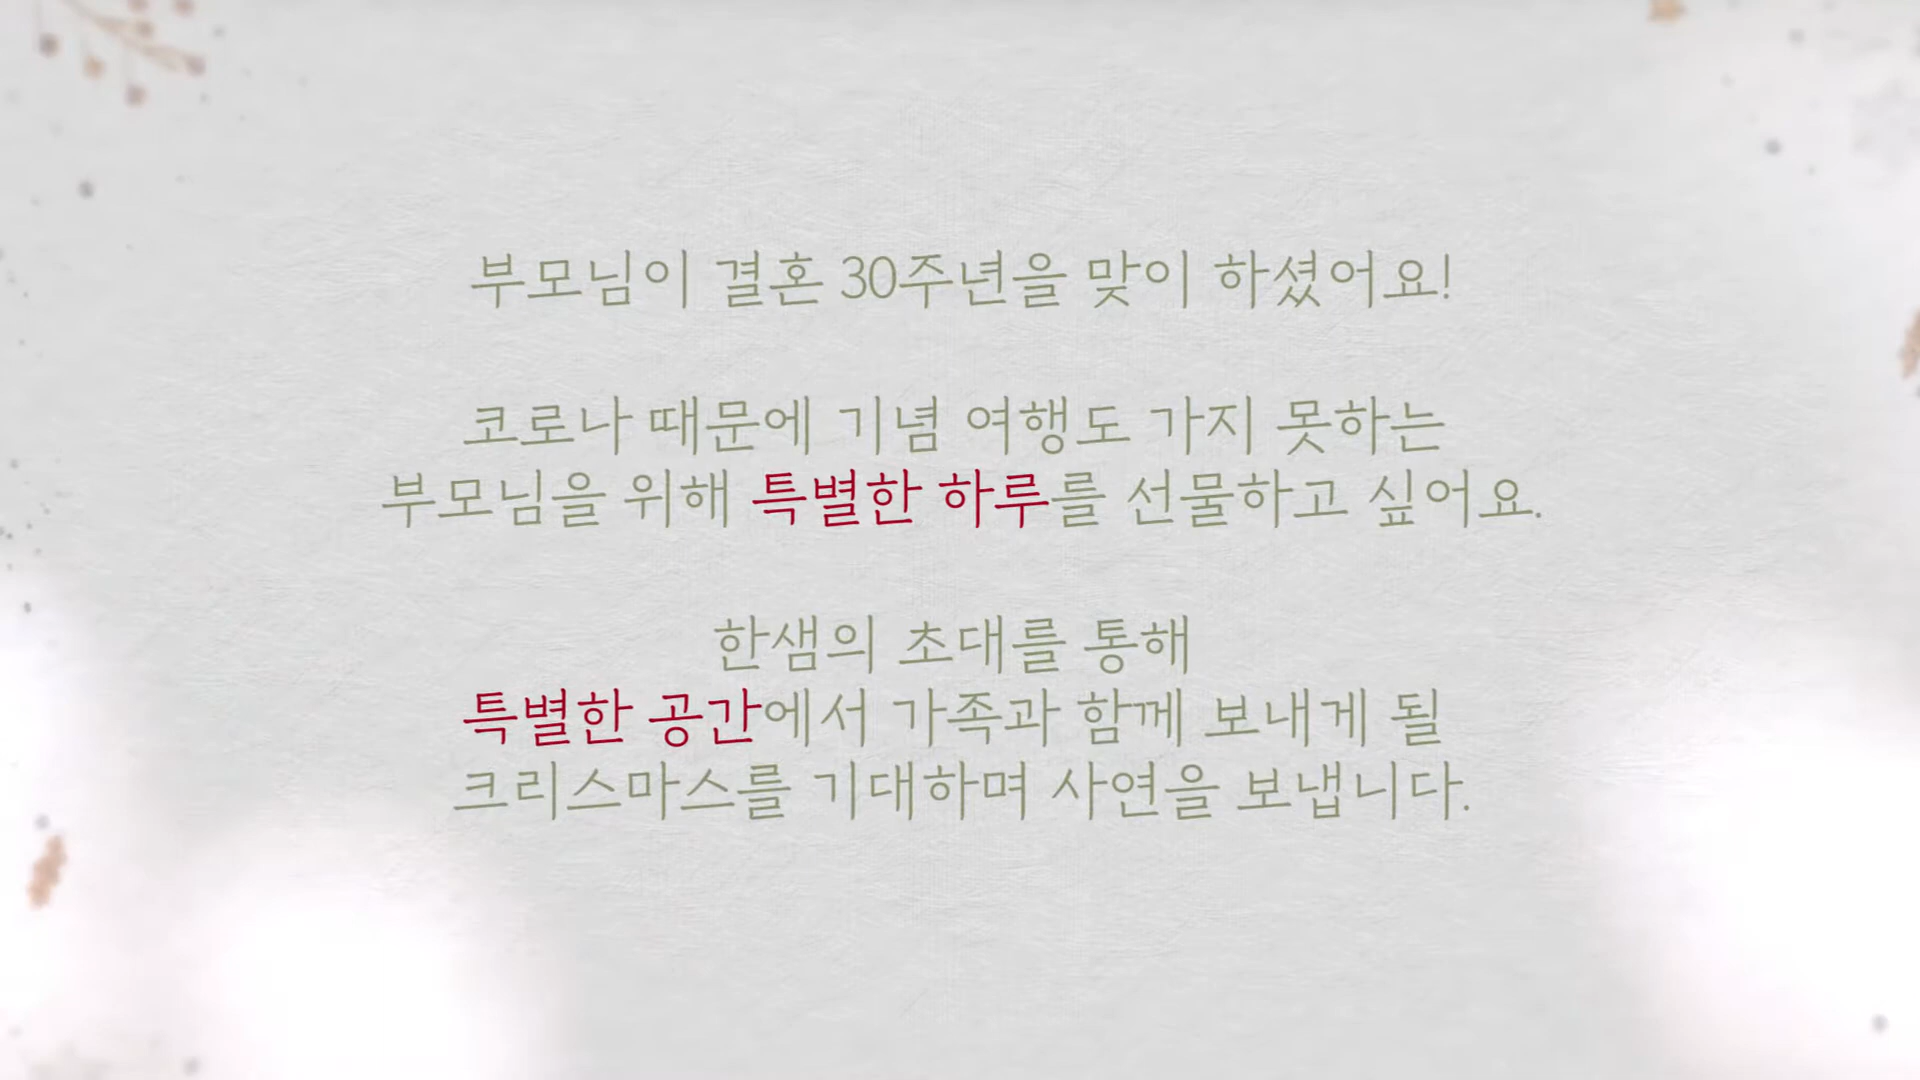 부모님이 결혼 30주년을 맞이 하셨어요!
코로나 때문에 기념 여행도 가지 못하는
부모님을 위해 특별한 하루를 선물하고 싶어요.
한샘의 초대를 통해
특별한 공간에서 가족과 함께 보내게 될
크리스마스를 기대하며 사연을 보냅니다.